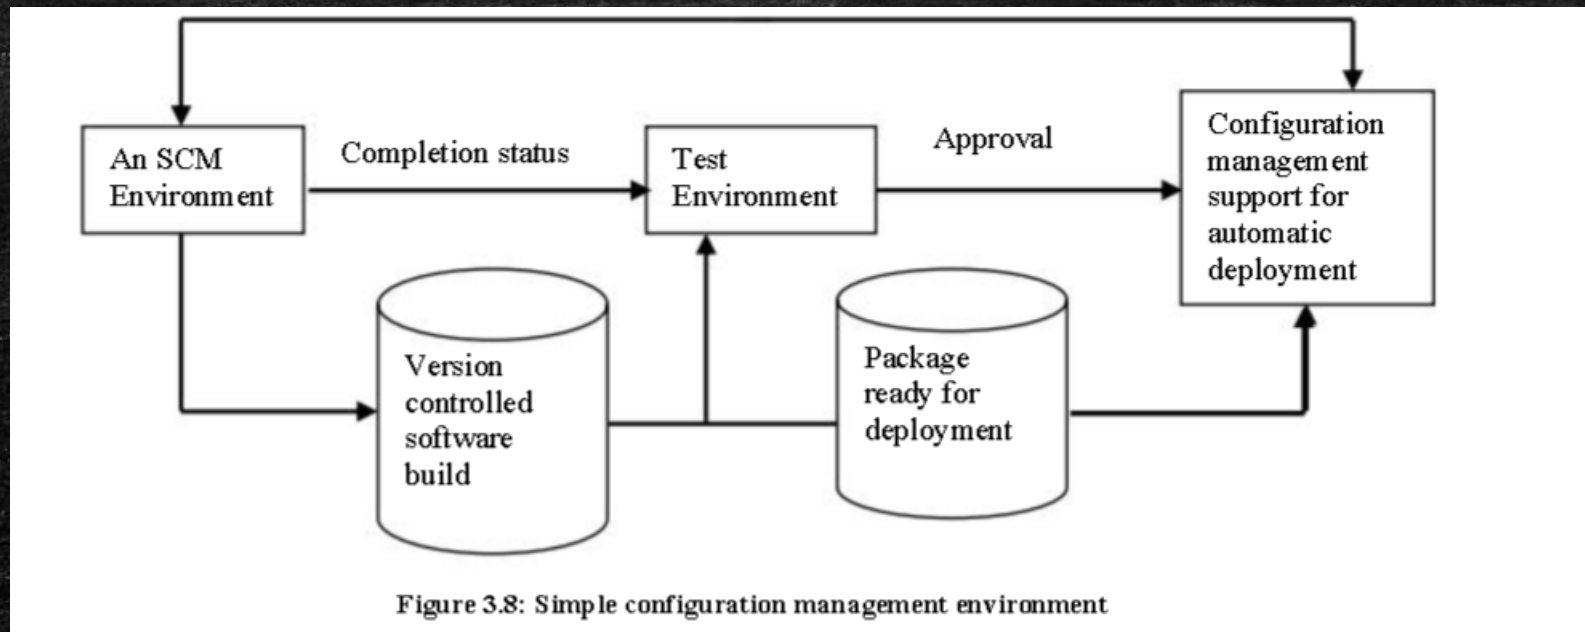 An SCM
Environment
Completion status
Test
Environment
Approval
Configuration
management
support for
automatic
deployment
Version
controlled
software
build
Package
ready for
deployment
Figure 3.8: Simple configuration management environment